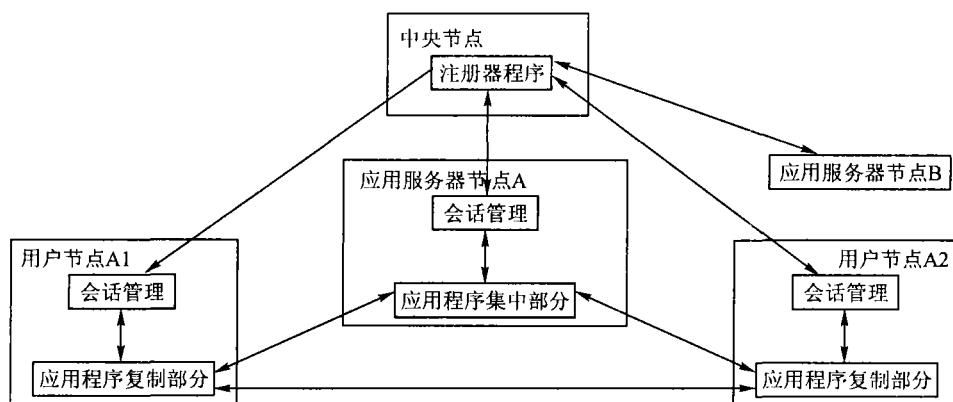 中央节点
注册器程序
应用服务器节点A
应用服务器节点B
会话管理
用户节点A1
用户节点A2
会话管理
应用程序集中部分
会话管理
应用程序复制部分
应用程序复制部分